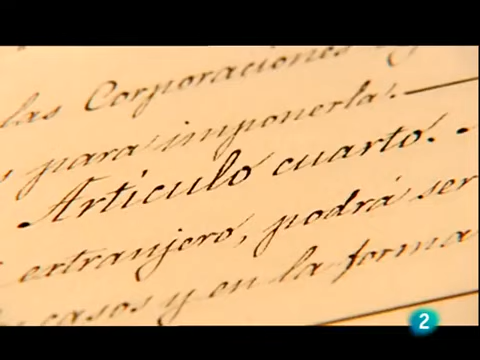 las Corporaciones
para imponerla.
Artículo cuarto.
extranjero, podrá ser
casos y en la forma
2